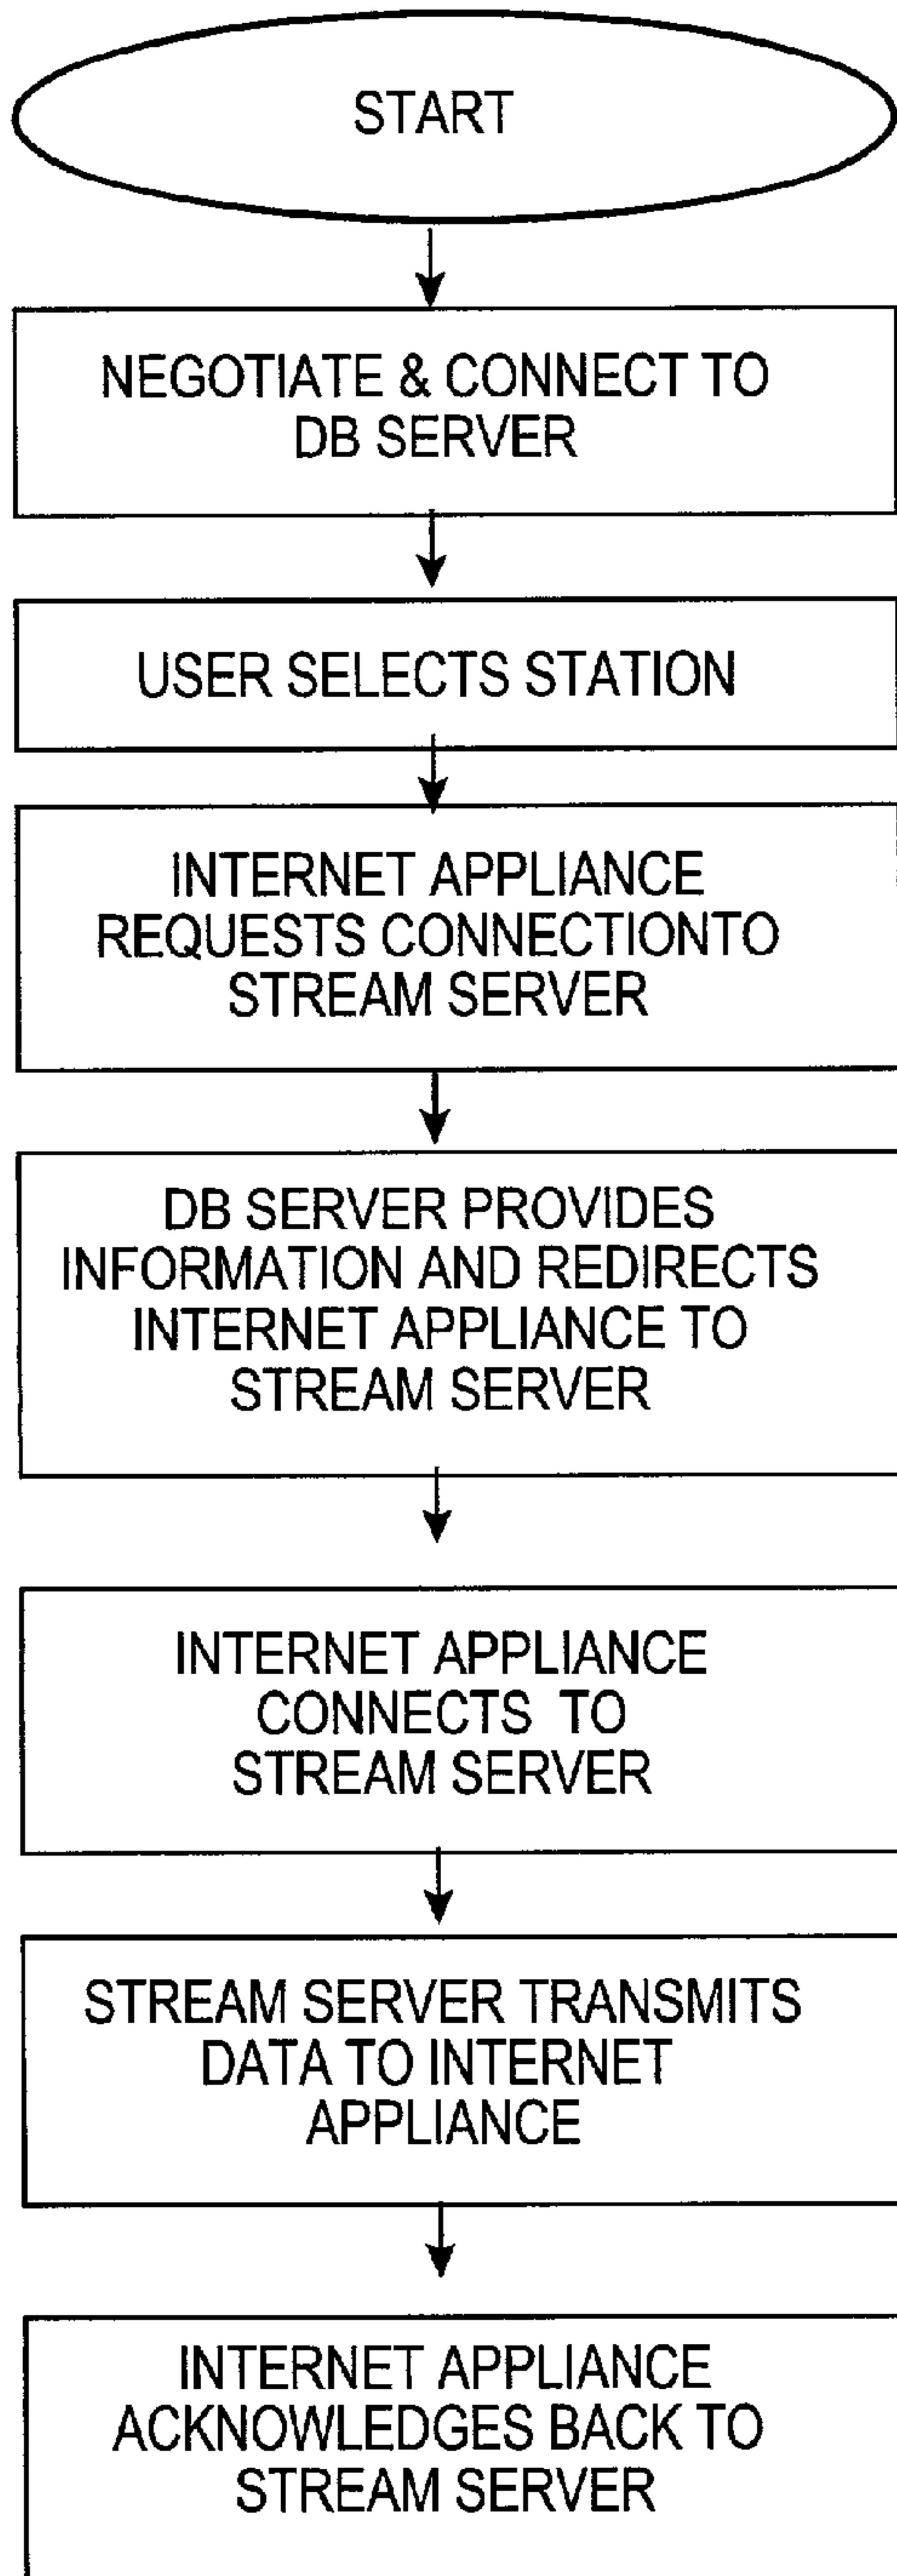 START
NEGOTIATE & CONNECT TO
DB SERVER
USER SELECTS STATION
INTERNET APPLIANCE
REQUESTS CONNECTIONTO
STREAM SERVER
DB SERVER PROVIDES
INFORMATION AND REDIRECTS
INTERNET APPLIANCE TO
STREAM SERVER
INTERNET APPLIANCE
CONNECTS TO
STREAM SERVER
STREAM SERVER TRANSMITS
DATA TO INTERNET
APPLIANCE
INTERNET APPLIANCE
ACKNOWLEDGES BACK TO
STREAM SERVER